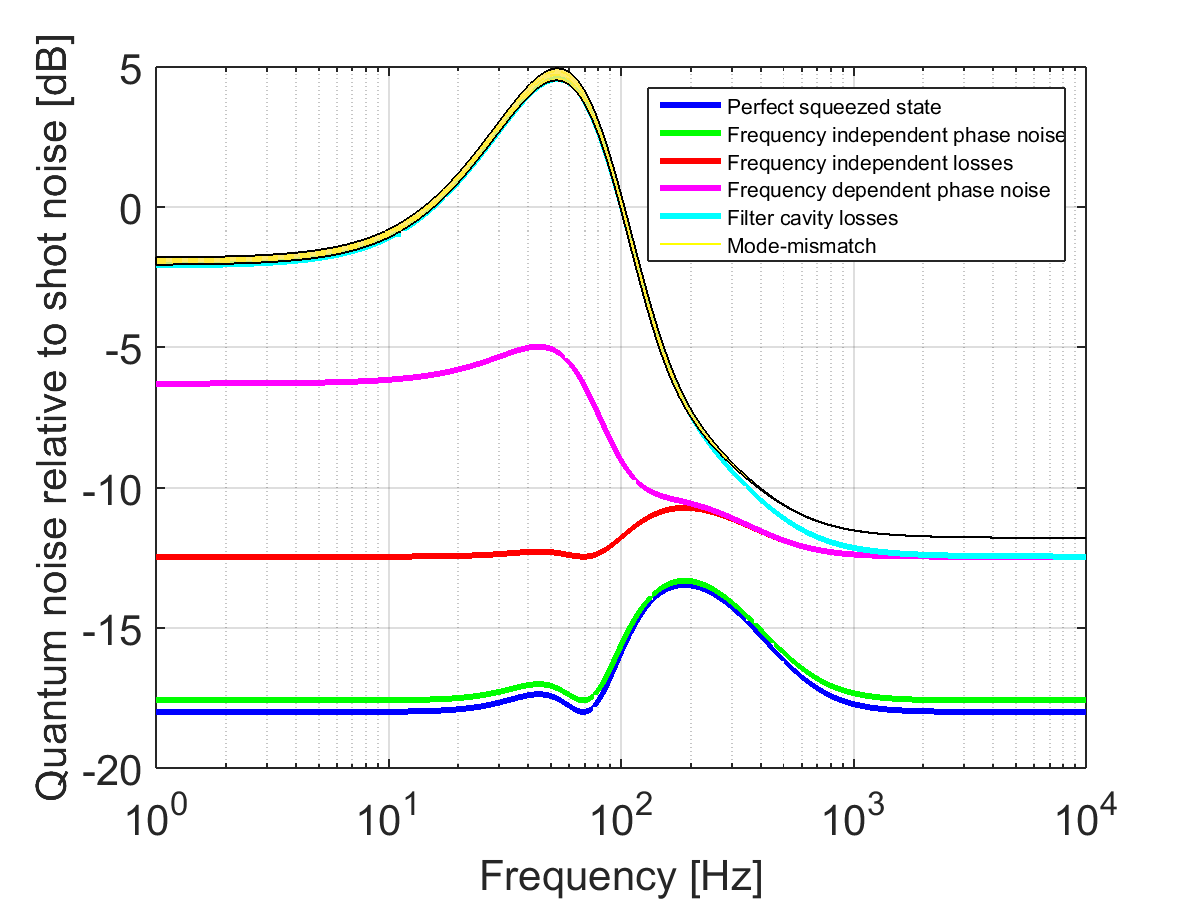 Quantum noise relative to shot noise [dB]
5
0
-5
-10
-15
-20
Perfect squeezed state
Frequency independent phase noise
Frequency independent losses
Frequency dependent phase noise
Filter cavity losses
Mode-mismatch
10^0 10^1 10^2 10^3 10^4
Frequency [Hz]